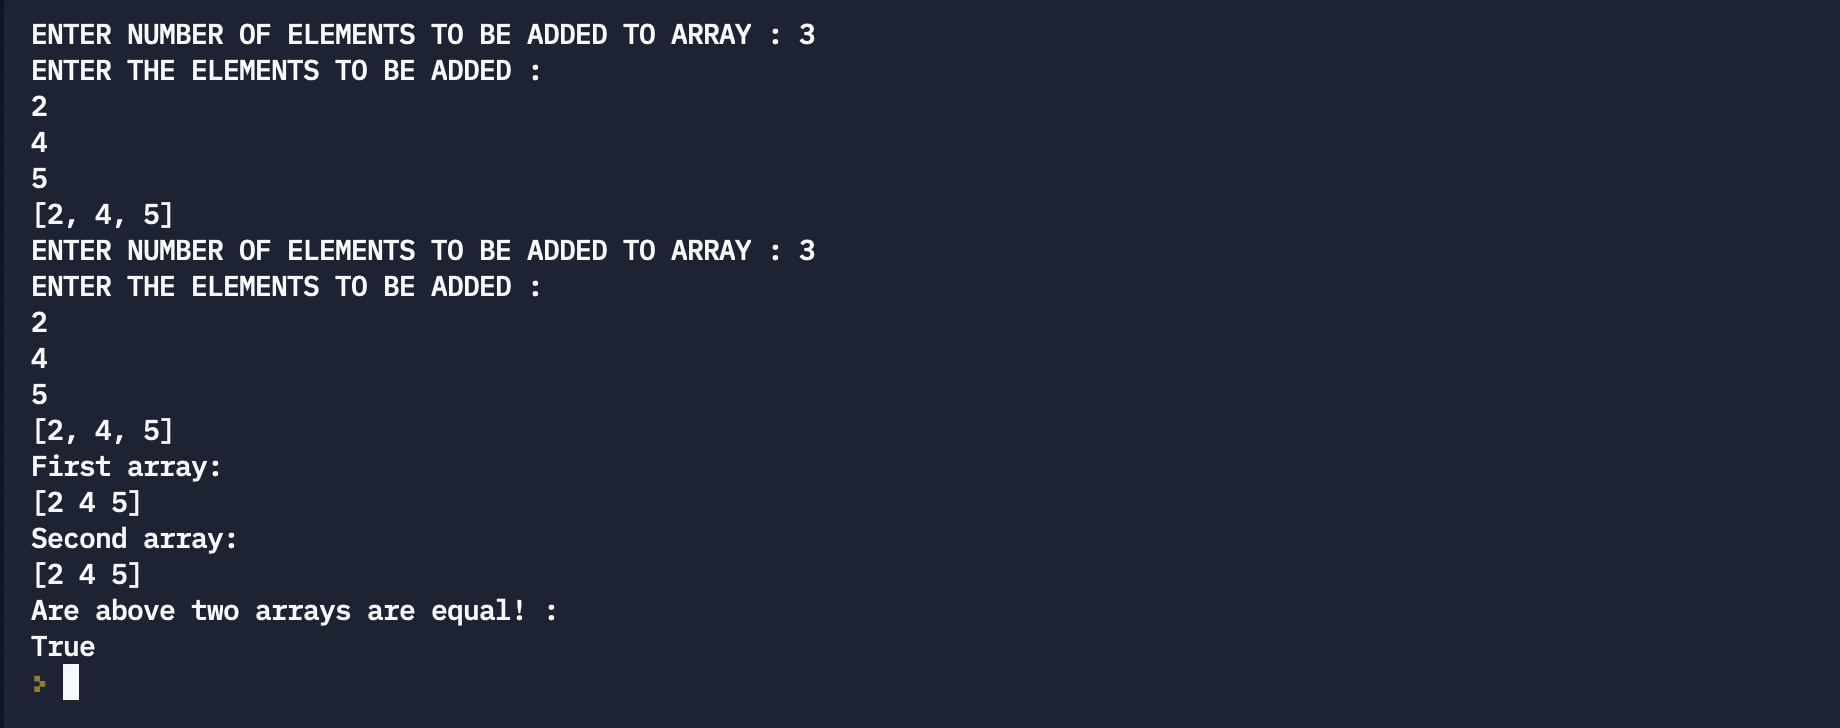 ENTER NUMBER OF ELEMENTS TO BE ADDED TO ARRAY : 3
ENTER THE ELEMENTS TO BE ADDED :
2
4
5
[2, 4, 5]
ENTER NUMBER OF ELEMENTS TO BE ADDED TO ARRAY : 3
ENTER THE ELEMENTS TO BE ADDED :
2
4
5
[2, 4, 5]
First array:
[2 4 5]
Second array:
[2 4 5]
Are above two arrays are equal! :
True
>